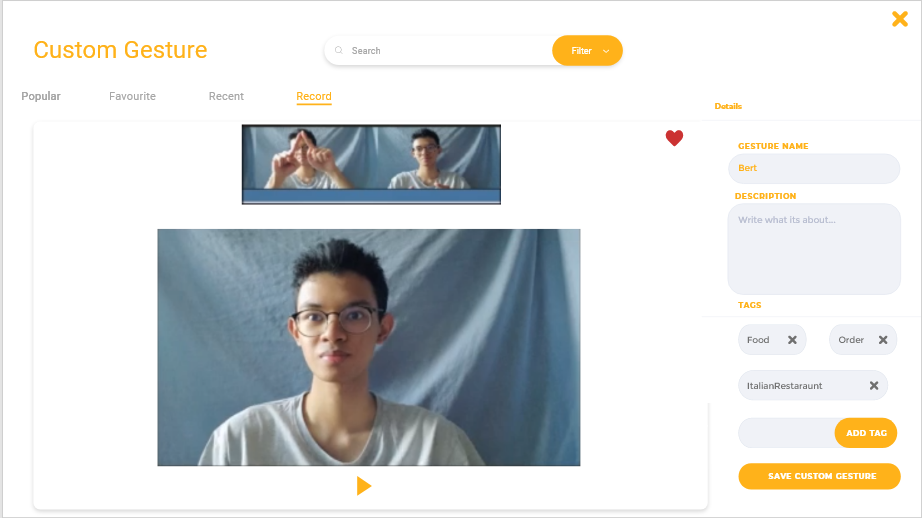 Custom Gesture
Search
Filter
Popular
Favourite
Recent
Record
Details
GESTURE NAME
Bert
DESCRIPTION
Write what its about...
TAGS
Food
Order
ItalianRestaraunt
ADD TAG
SAVE CUSTOM GESTURE